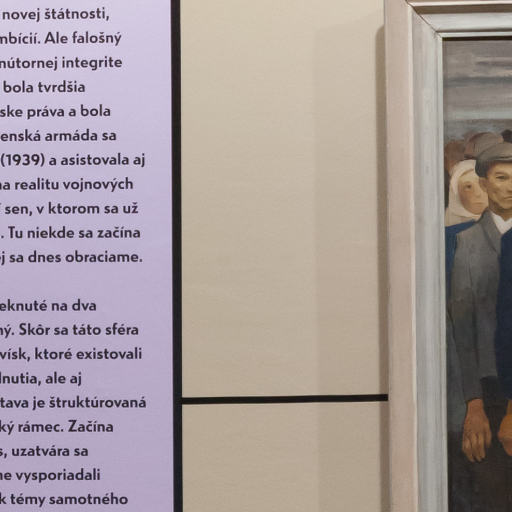 novej štátnosti,
mbícií. Ale falošný
nútornej integrite
bola tvrdšia
ske práva a bola
enská armáda sa
(1939) a asistovala aj
na realitu vojnových
sen, v ktorom sa už
. Tu niekde sa začína
j sa dnes obraciame.
eknuté na dva
ný. Skôr sa táto sféra
vísk, ktoré existovali
nutia, ale aj
tava je štruktúrovaná
ký rámec. Začína
s, uzatvára sa
ne vysporiadali
k témy samotného